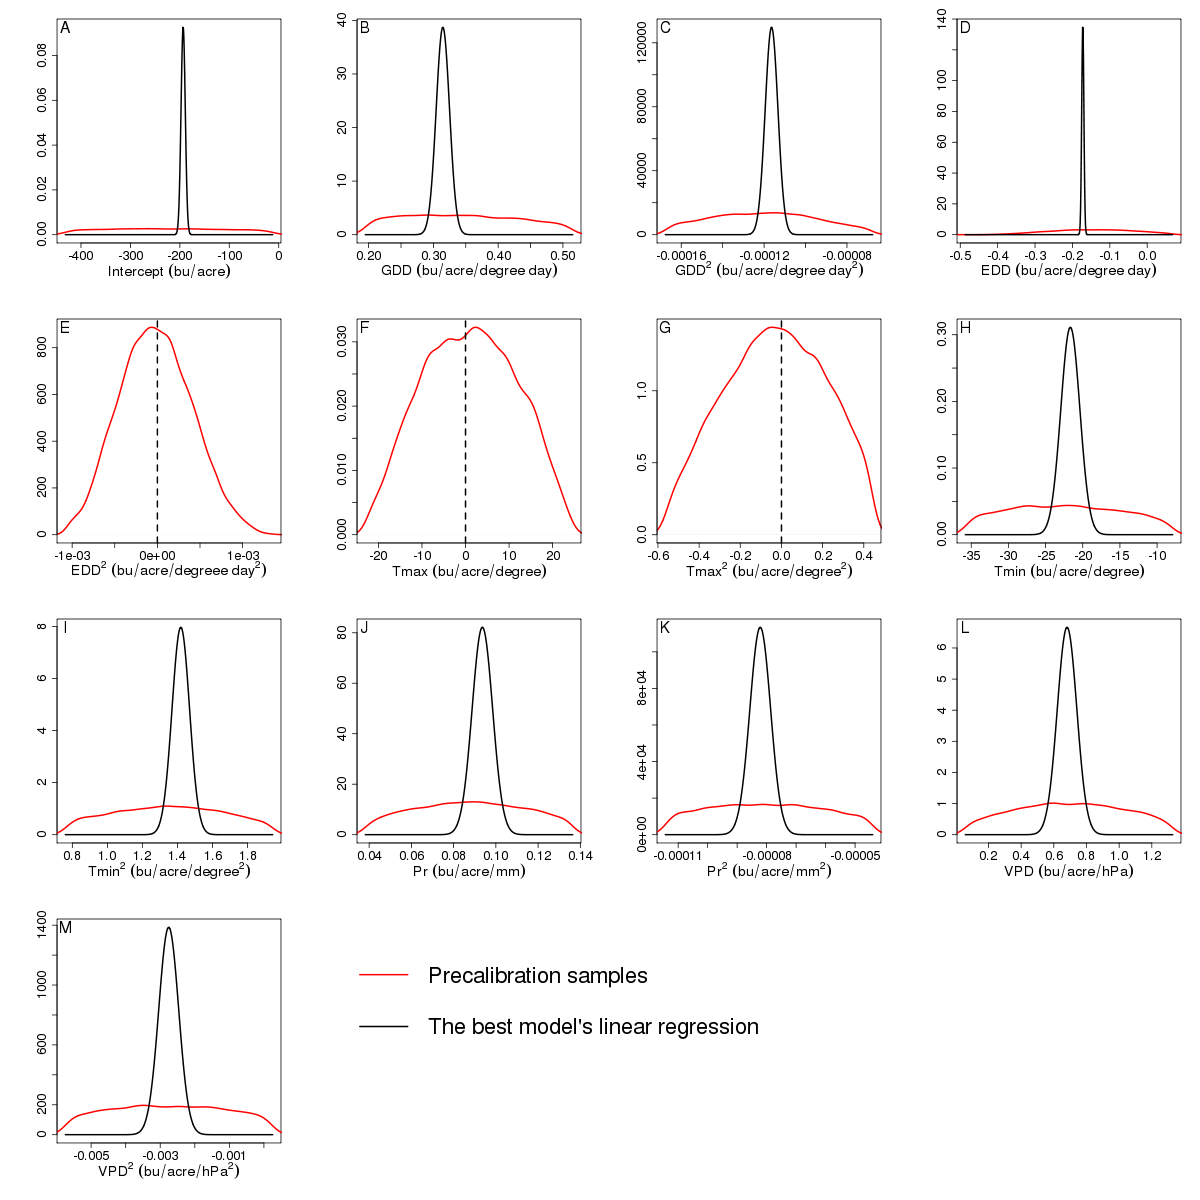 A
0.00 0.02 0.04 0.06 0.08
-400 -300 -200 -100 0
Intercept (bu/acre)
B
0 10 20 30 40
0.20 0.30 0.40 0.50
GDD (bu/acre/degree day)
C
0 40000 80000 120000
-0.00016 -0.00012 -0.00008
GDD² (bu/acre/degree day²)
D
0 20 40 60 80 100 140
-0.5 -0.4 -0.3 -0.2 -0.1 0.0
EDD (bu/acre/degree day)
E
0 200 400 600 800
-1e-03 0e+00 1e-03
EDD² (bu/acre/degreee day²)
F
0.000 0.010 0.020 0.030
-20 -10 0 10 20
Tmax (bu/acre/degree)
G
0.0 0.5 1.0
-0.6 -0.4 -0.2 0.0 0.2 0.4
Tmax² (bu/acre/degree²)
H
0.00 0.10 0.20 0.30
-35 -30 -25 -20 -15 -10
Tmin (bu/acre/degree)
I
0 2 4 6 8
0.8 1.0 1.2 1.4 1.6 1.8
Tmin² (bu/acre/degree²)
J
0 20 40 60 80
0.04 0.06 0.08 0.10 0.12 0.14
Pr (bu/acre/mm)
K
0e+00 4e+04 8e+04
-0.00011 -0.00008 -0.00005
Pr² (bu/acre/mm²)
L
0 1 2 3 4 5 6
0.2 0.4 0.6 0.8 1.0 1.2
VPD (bu/acre/hPa)
M
0 200 600 1000 1400
-0.005 -0.003 -0.001
VPD² (bu/acre/hPa²)
Precalibration samples
The best model's linear regression